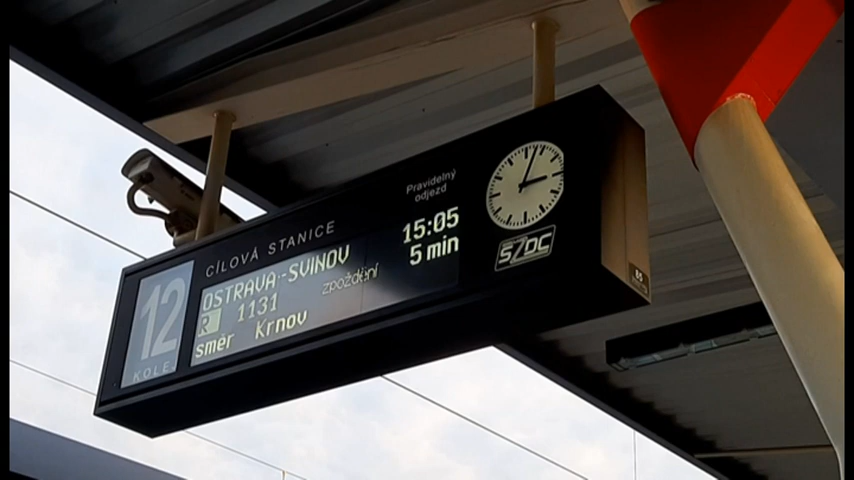 12
KOLEJ
CÍLOVÁ STANICE
OSTRAVA-SVINOV
R 1131 zpoždění
směr Krnov
Pravidelný
odjezd
15:05
5 min
SŽDC